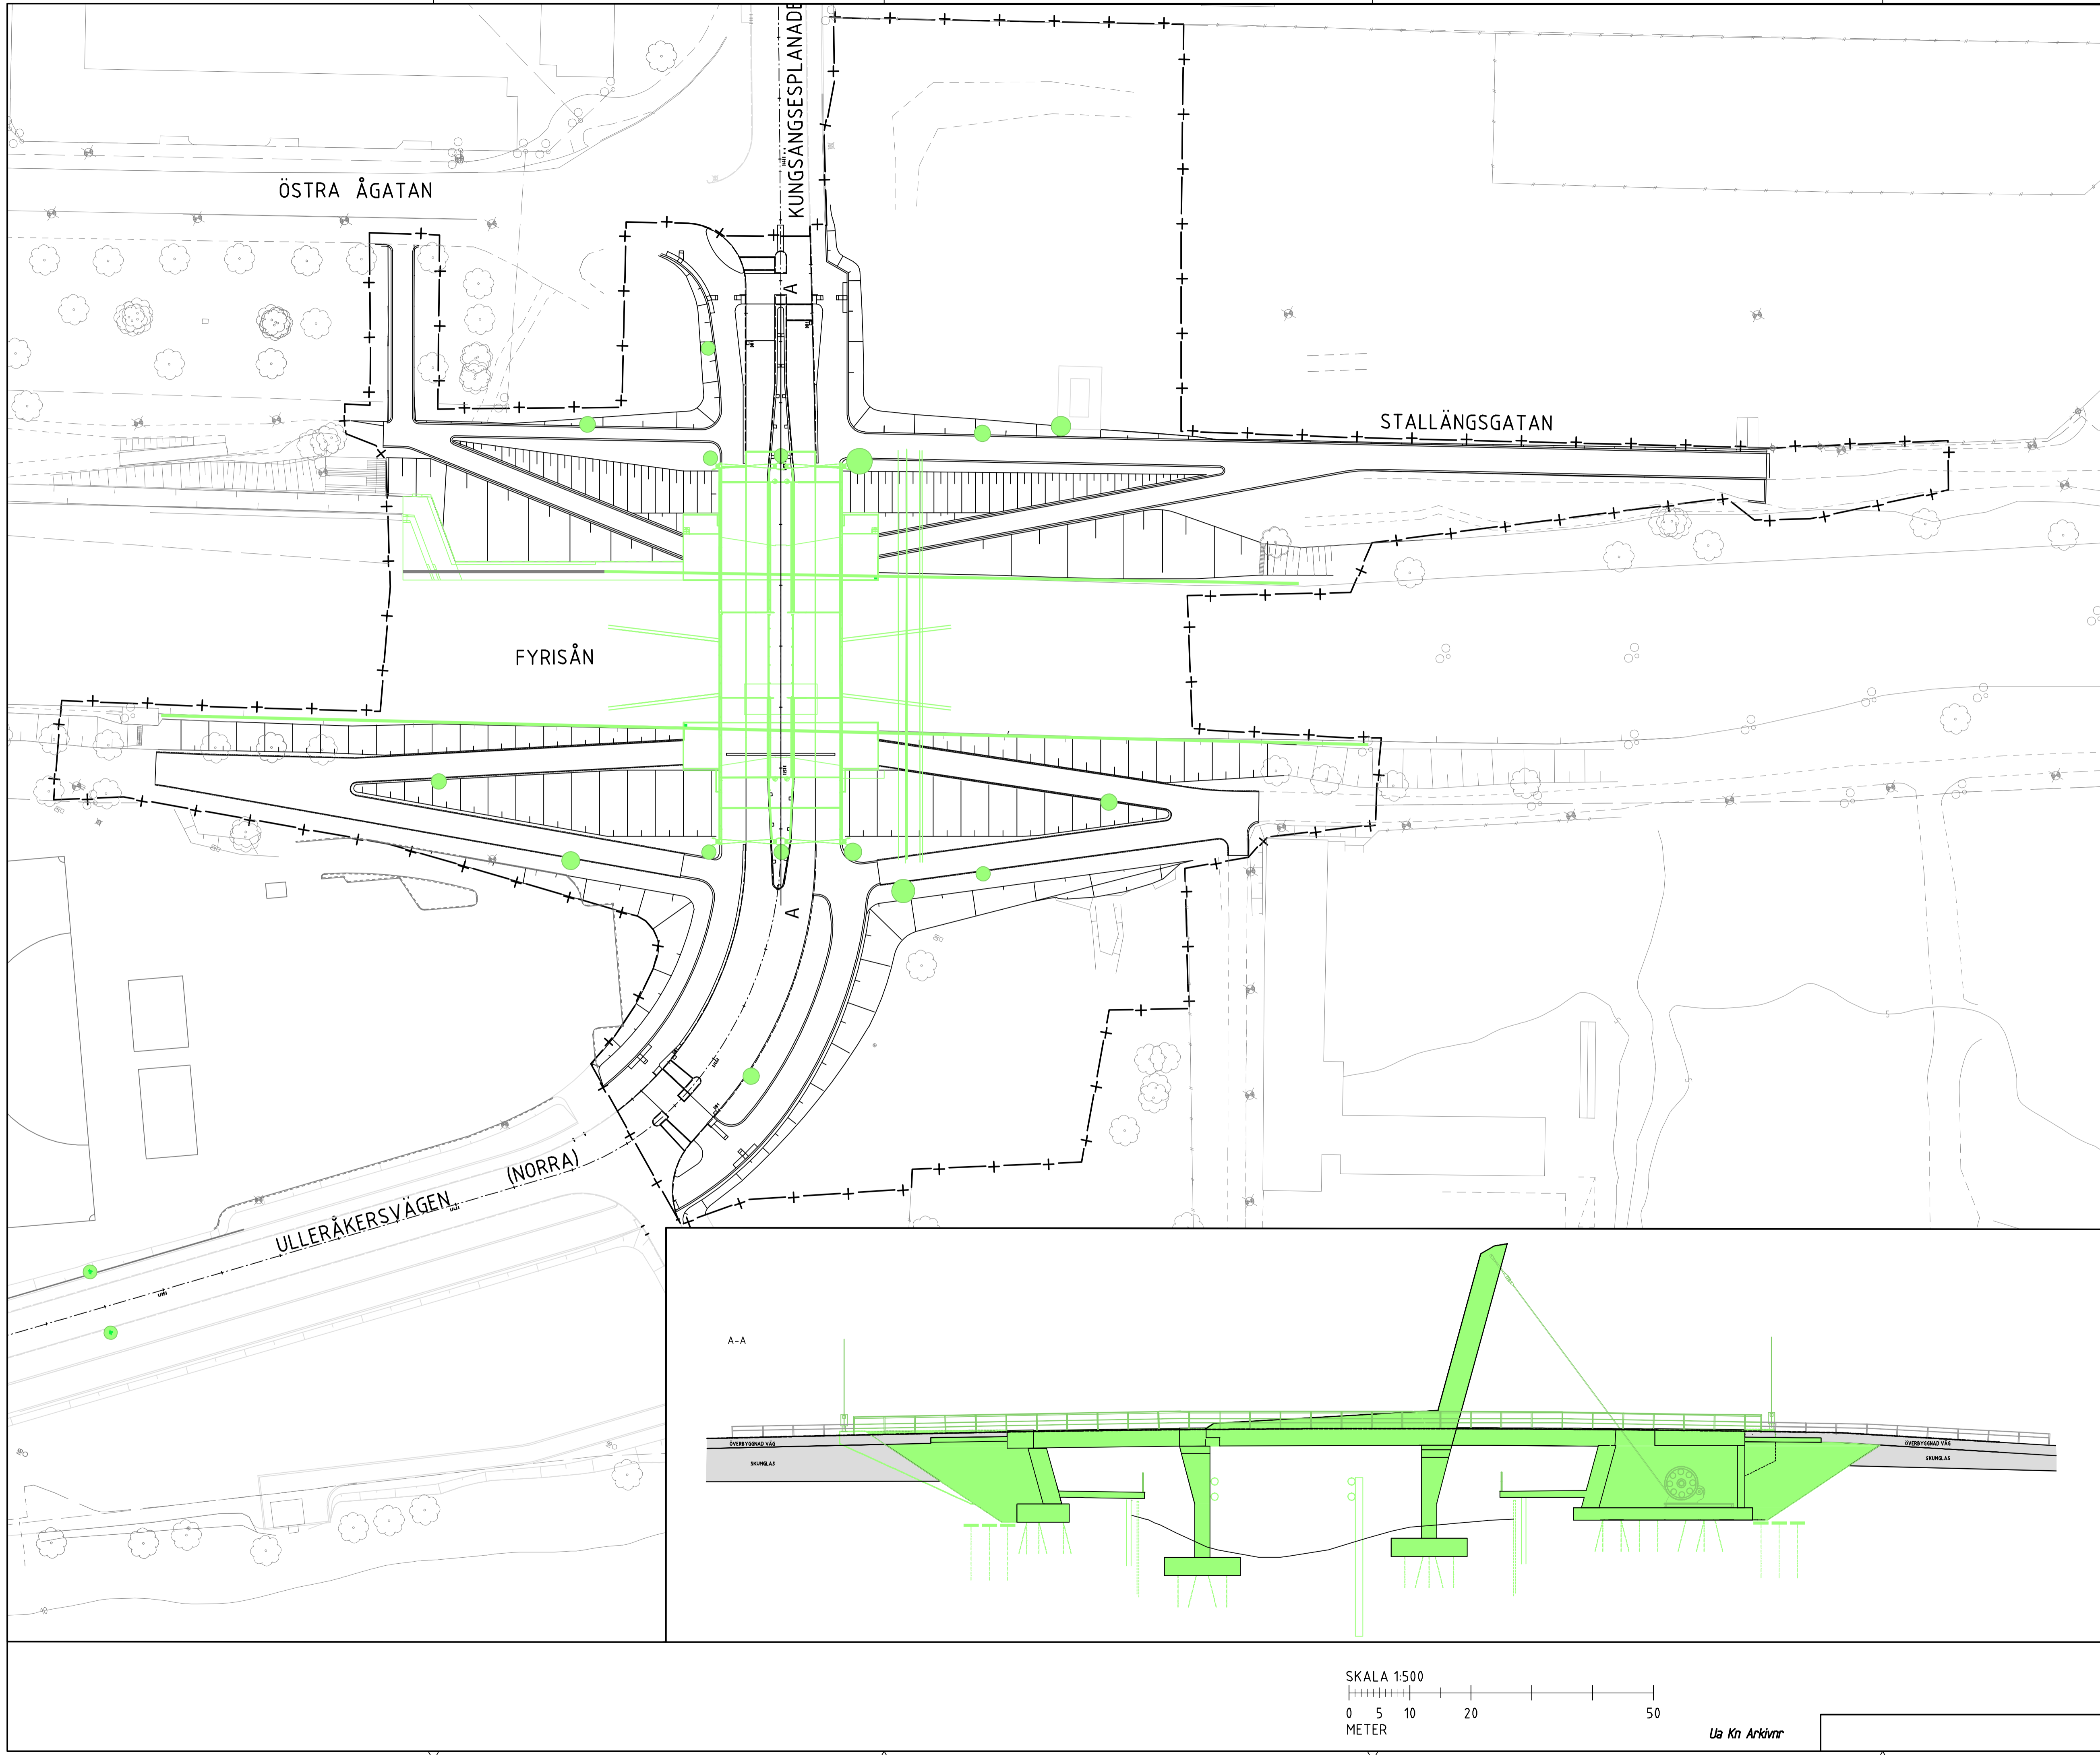 KUNGSÄNGSESPLANADE
ÖSTRA ÅGATAN
A
STALLÄNGSGATAN
FYRISÅN
A
(NORRA)
ULLERÅKERSVÄGEN
A-A
ÖVERBYGGNAD VÄG
SKUMGLAS
ÖVERBYGGNAD VÄG
SKUMGLAS
SKALA 1:500
0 5 10 20 50
METER
Ua Kn Arkivnr